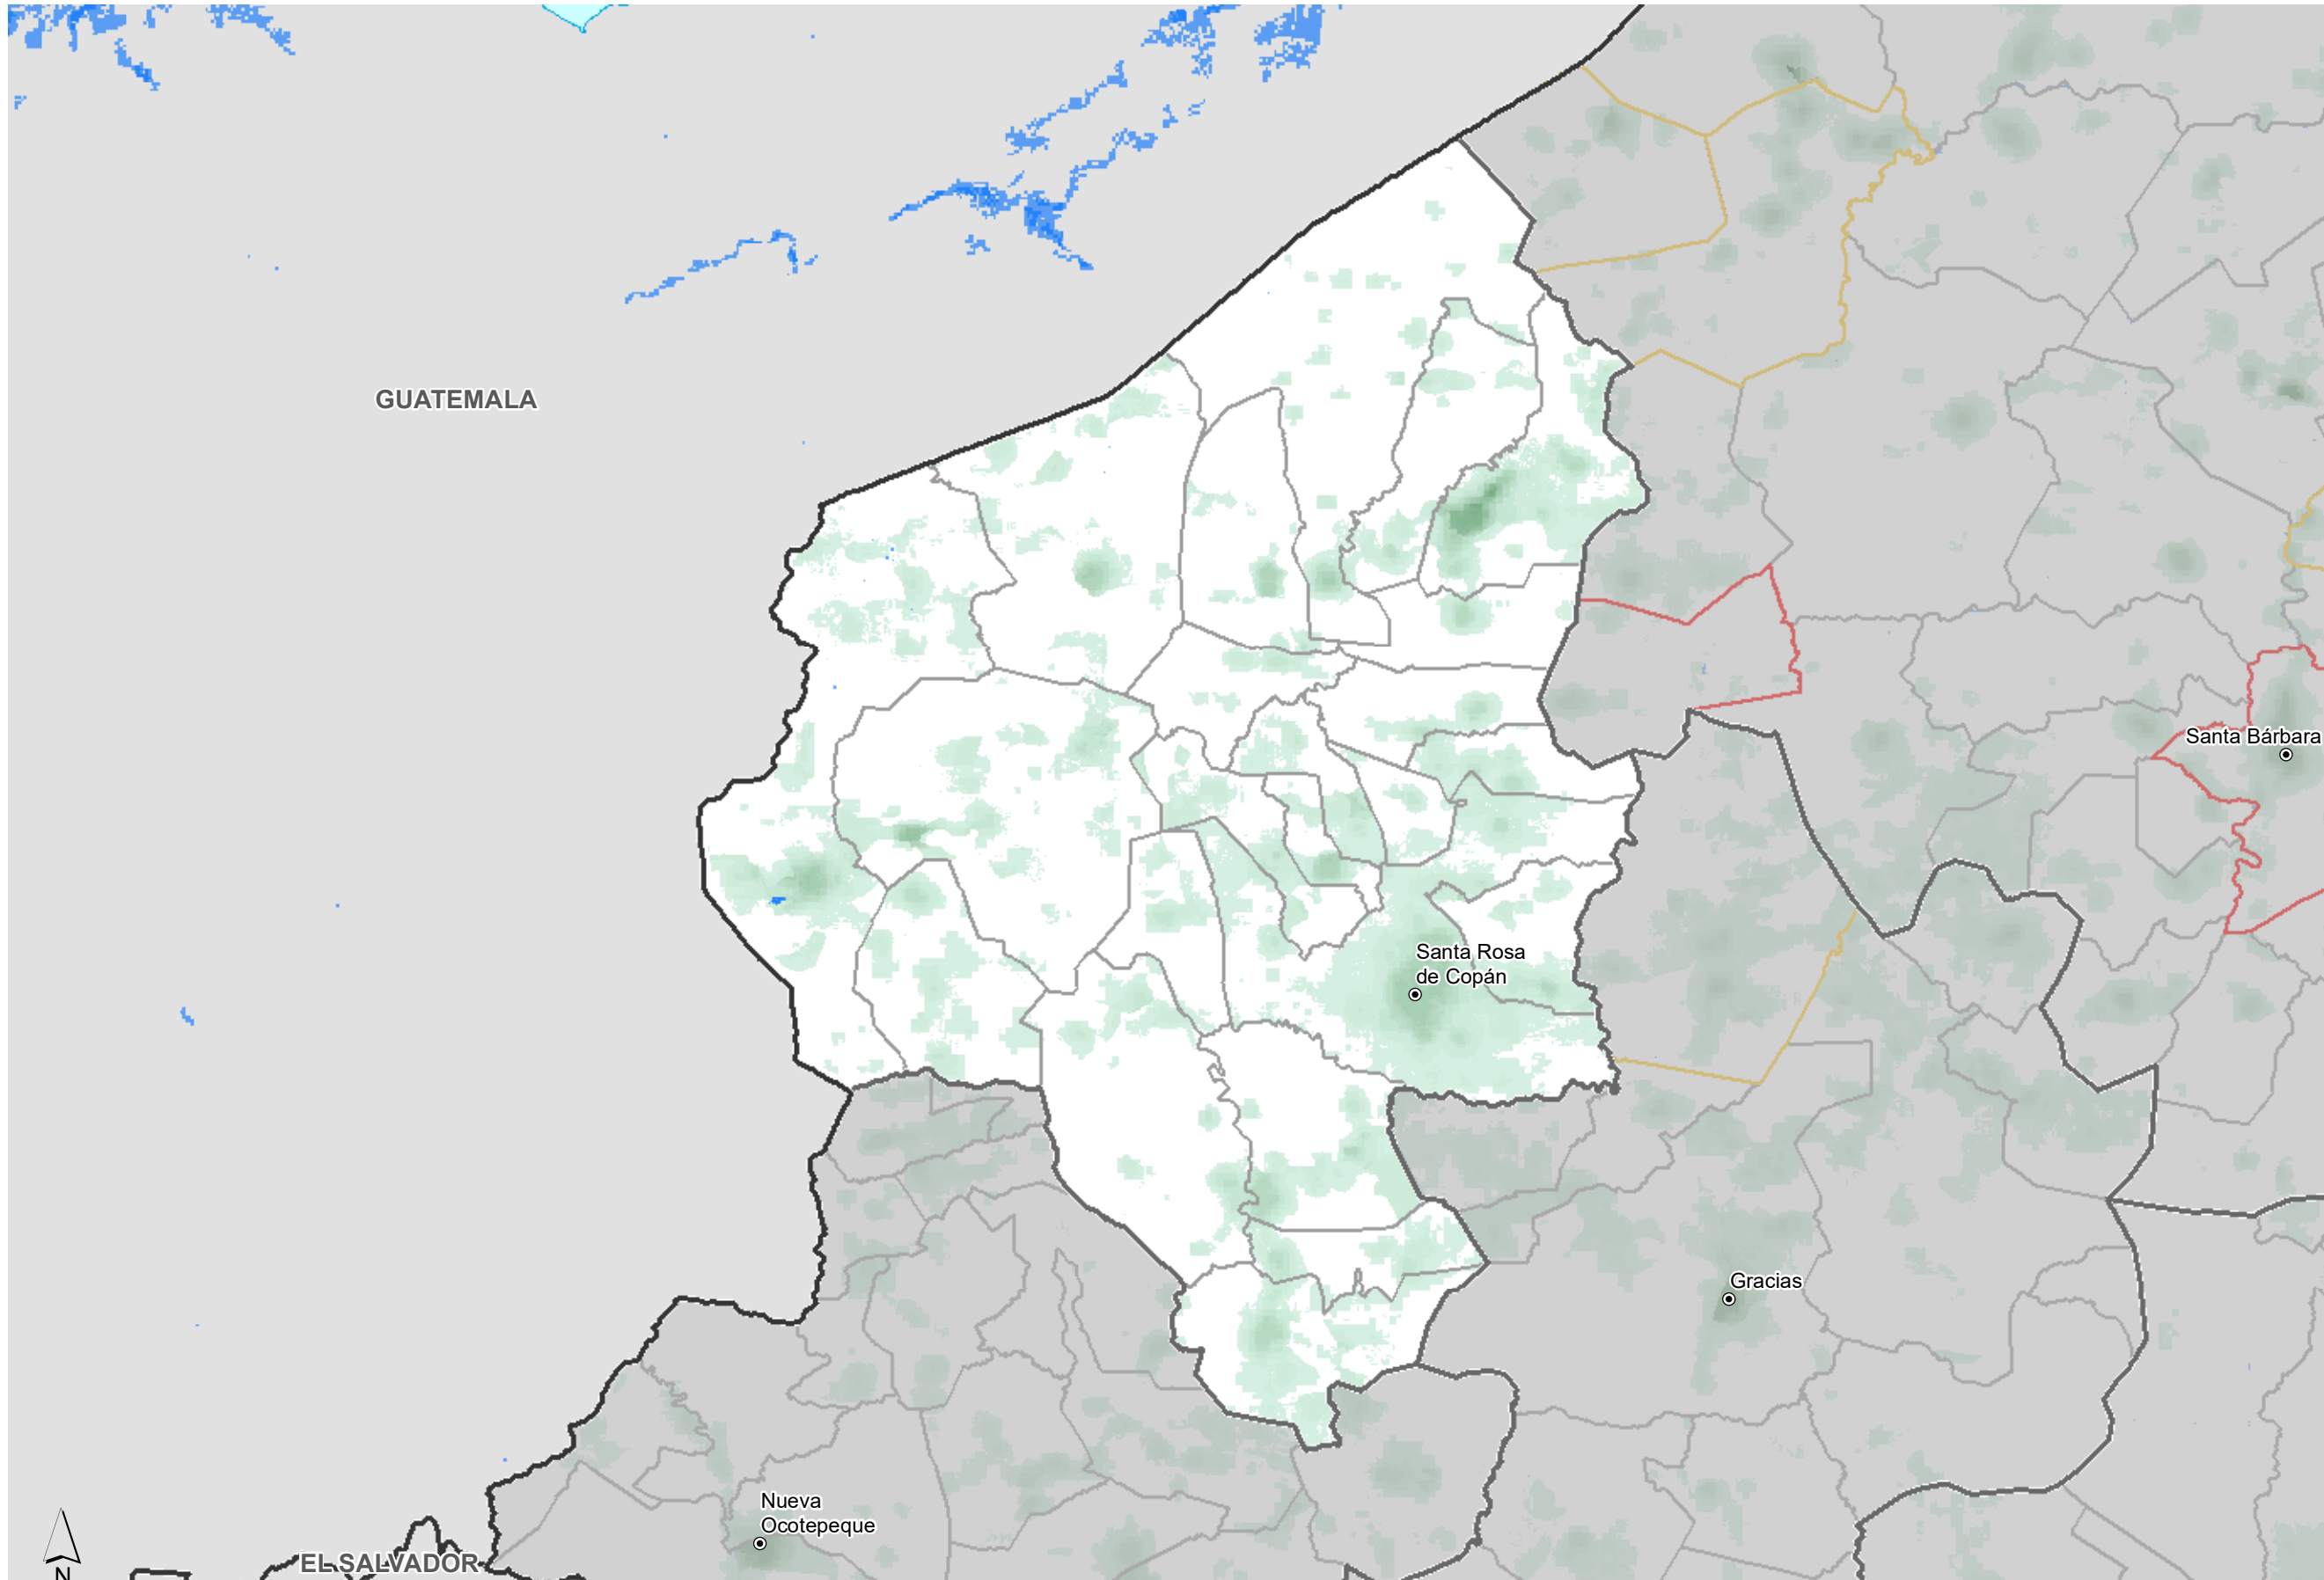 GUATEMALA
Santa Bárbara
Santa Rosa
de Copán
Gracias
Nueva
Ocotepeque
EL SALVADOR
N